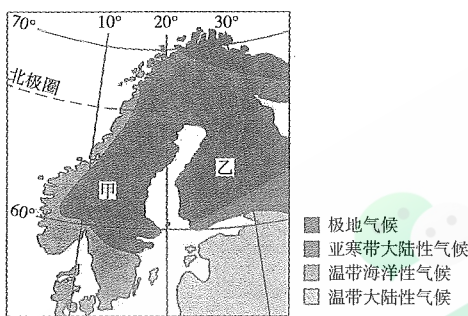 70° 10° 20° 30°
北极圈
甲
乙
60°
极地气候
亚寒带大陆性气候
温带海洋性气候
温带大陆性气候